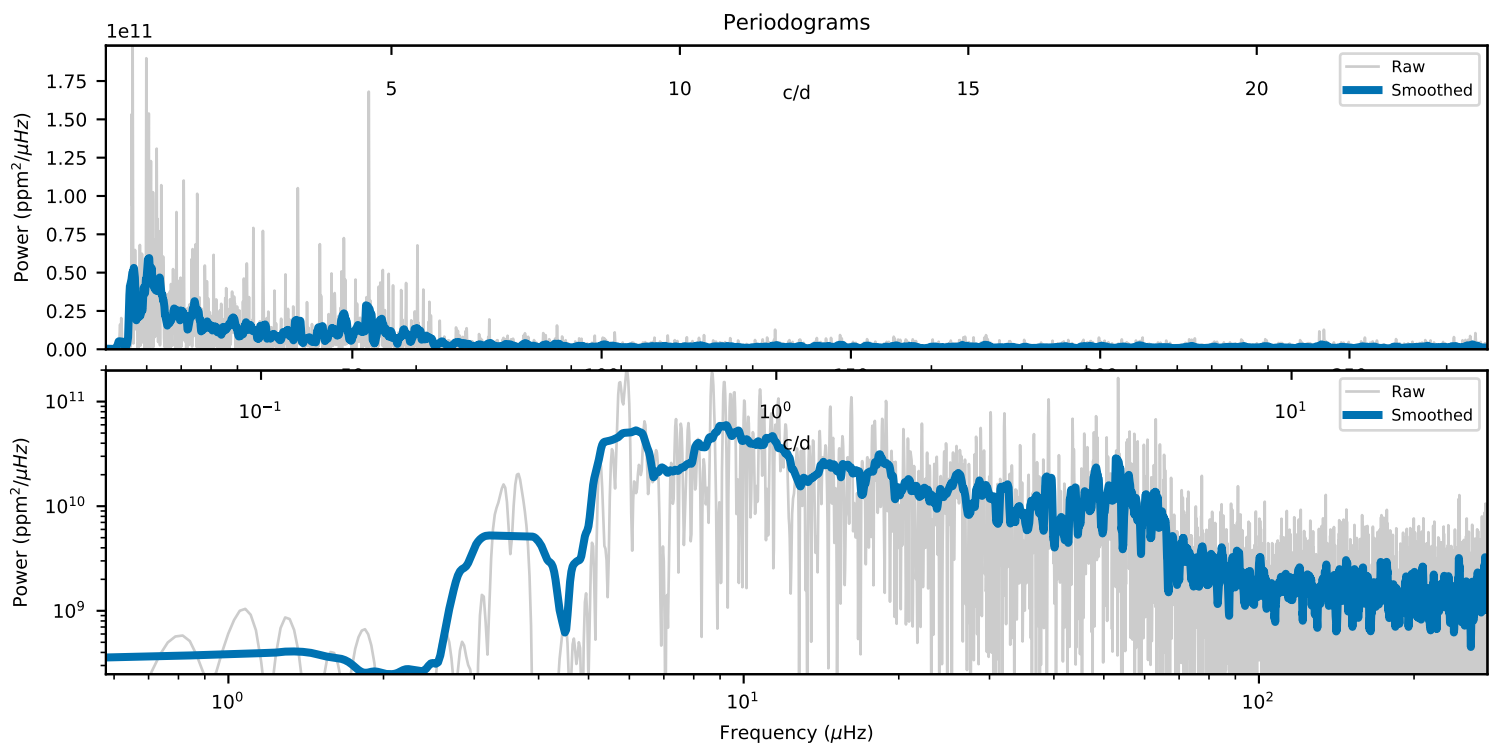 Periodograms
1e11
Raw
Smoothed
5 10 15 20
c/d
1.75
1.50
1.25
1.00
0.75
0.50
0.25
0.00
Power (ppm²/μHz)
Raw
Smoothed
10⁻¹ 10⁰ 10¹
c/d
10¹¹
10¹⁰
10⁹
Power (ppm²/μHz)
10⁰ 10¹ 10²
Frequency (μHz)